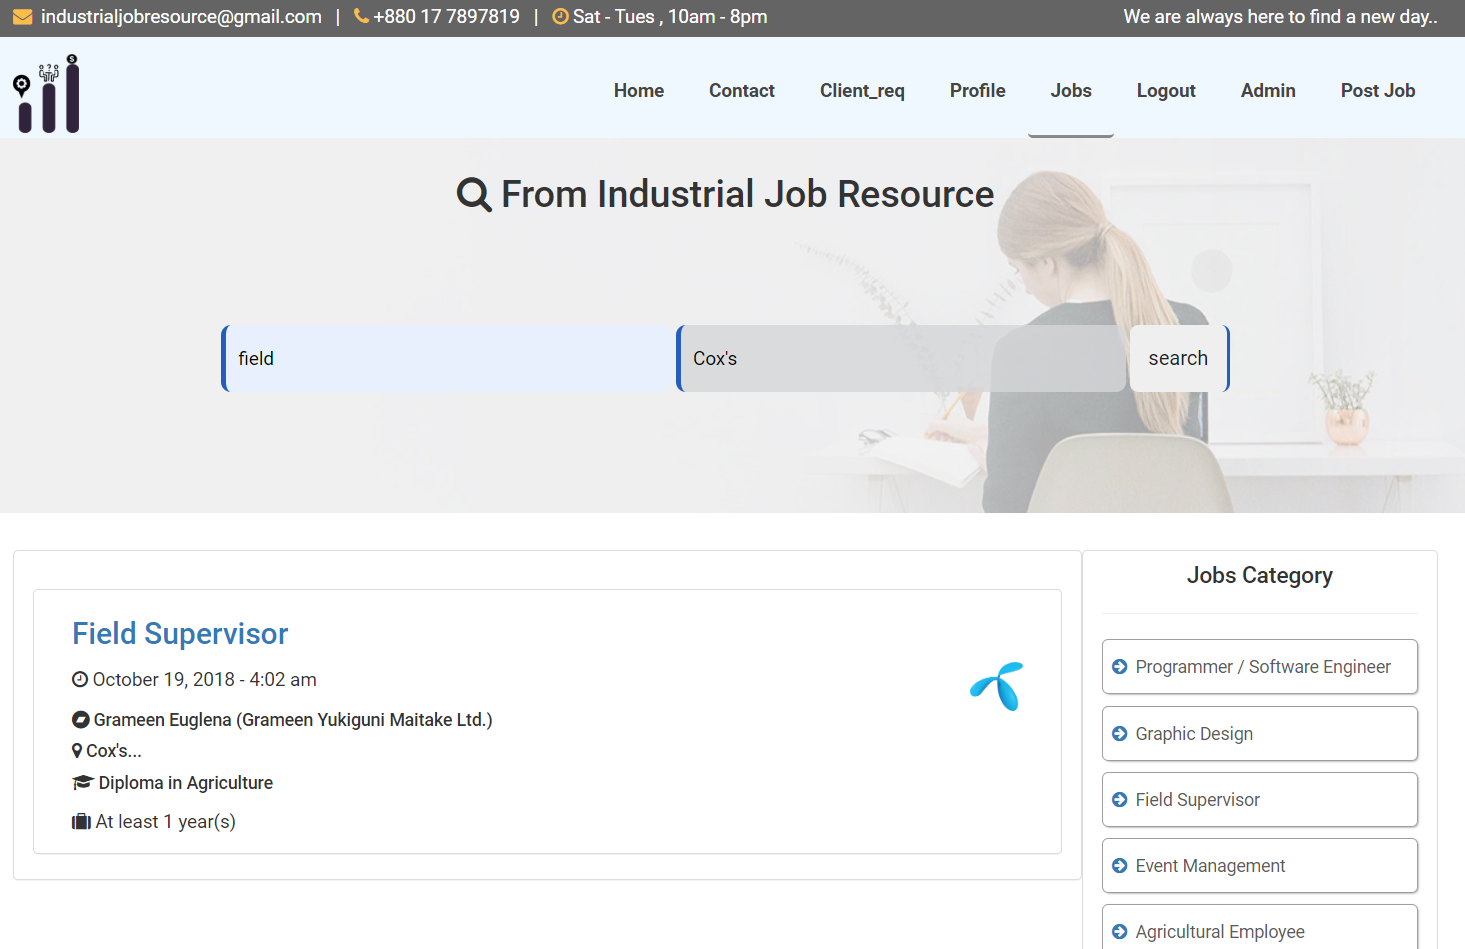 industrialjobresource@gmail.com | +880 17 7897819 | Sat - Tues , 10am - 8pm We are always here to find a new day..
Home Contact Client_req Profile Jobs Logout Admin Post Job
From Industrial Job Resource
field Cox's search
Field Supervisor
October 19, 2018 - 4:02 am
Grameen Euglena (Grameen Yukiguni Maitake Ltd.)
Cox's...
Diploma in Agriculture
At least 1 year(s)
Jobs Category
Programmer / Software Engineer
Graphic Design
Field Supervisor
Event Management
Agricultural Employee